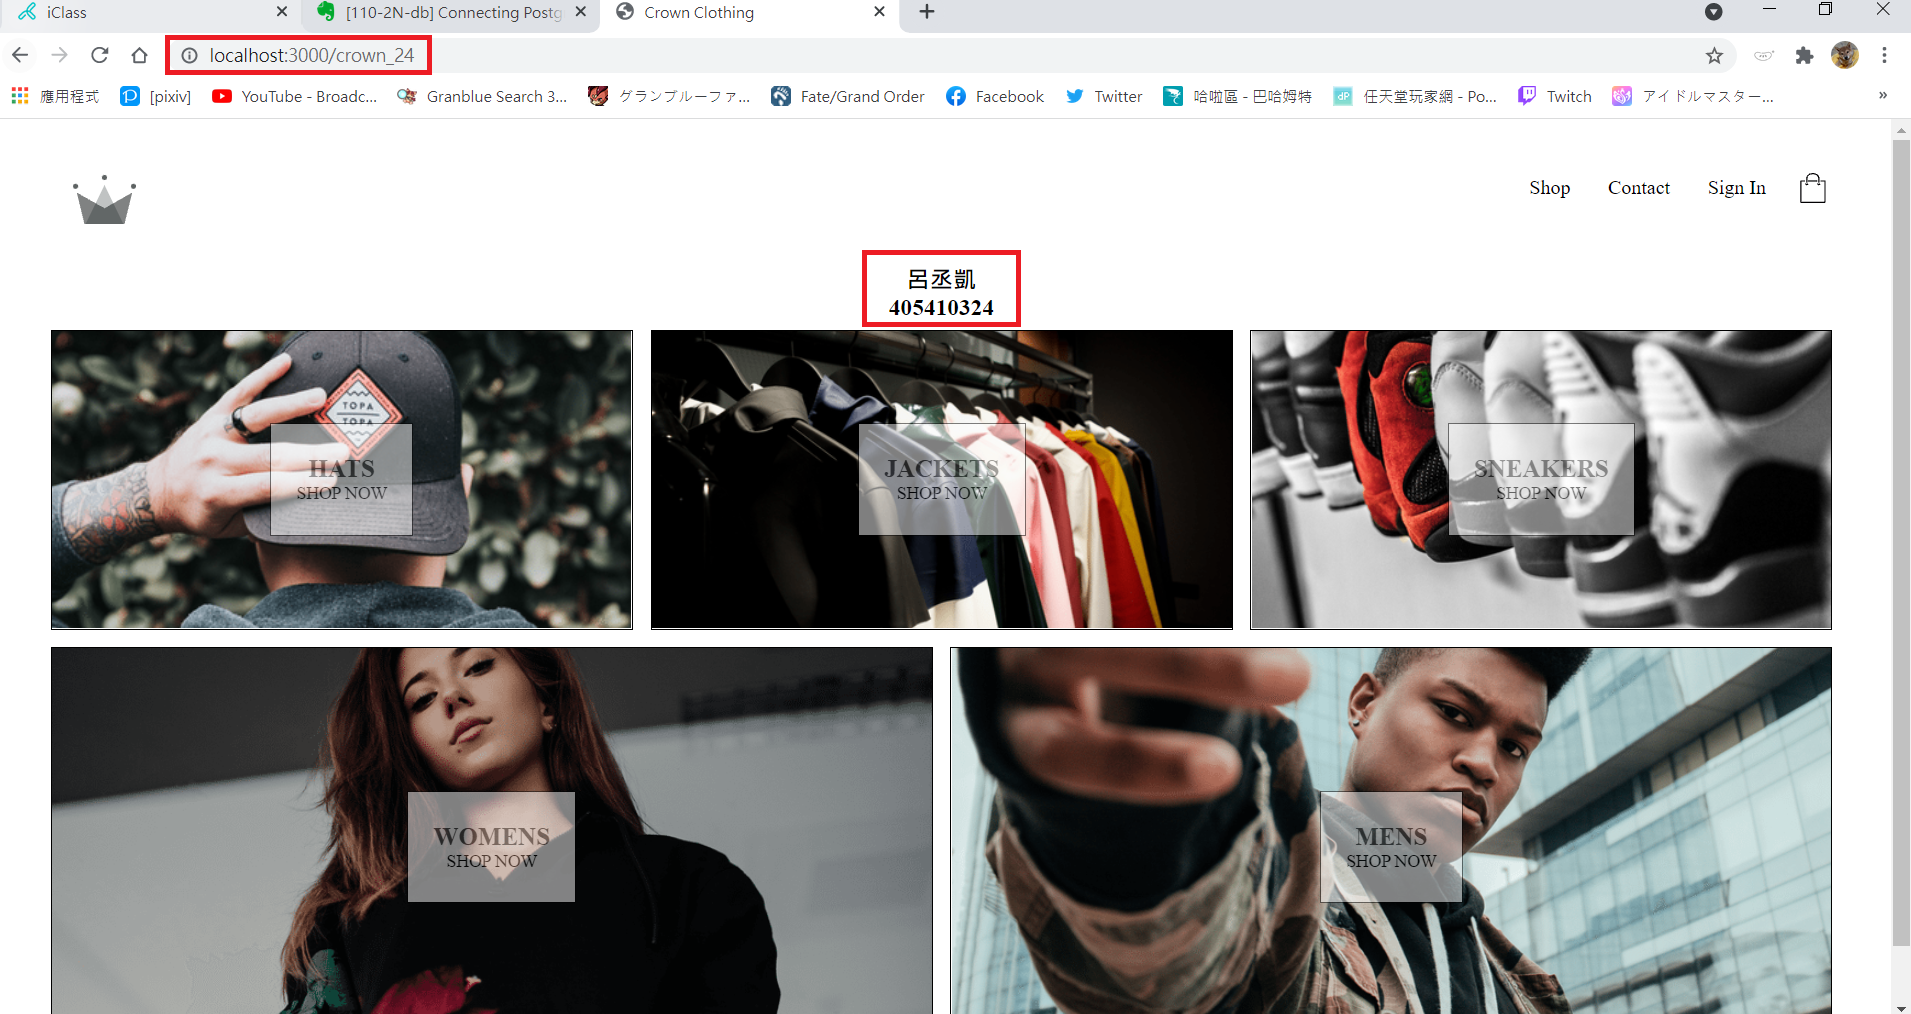 iClass
[110-2N-db] Connecting Postg
Crown Clothing
localhost:3000/crown_24
應用程式
[pixiv]
YouTube - Broadc...
Granblue Search 3...
グランブルーファ...
Fate/Grand Order
Facebook
Twitter
哈啦區 - 巴哈姆特
dP
任天堂玩家網 - Po...
Twitch
アイドルマスター...
»
Shop
Contact
Sign In
呂丞凱
405410324
TOPA
TOPA
HATS
SHOP NOW
JACKETS
SHOP NOW
SNEAKERS
SHOP NOW
WOMENS
SHOP NOW
MENS
SHOP NOW